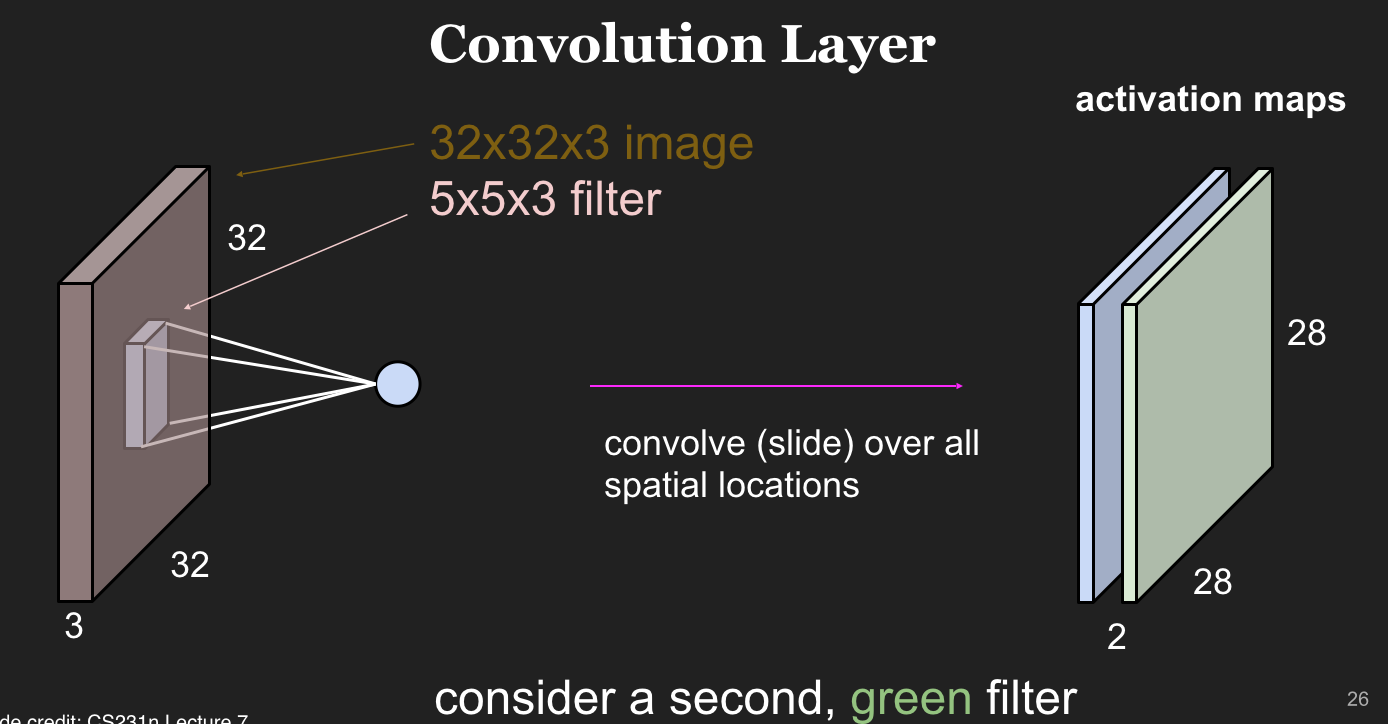 Convolution Layer
activation maps
32x32x3 image
5x5x3 filter
32
28
convolve (slide) over all
spatial locations
32
28
3
2
consider a second, green filter
26
de credit: CS231n Lecture 7